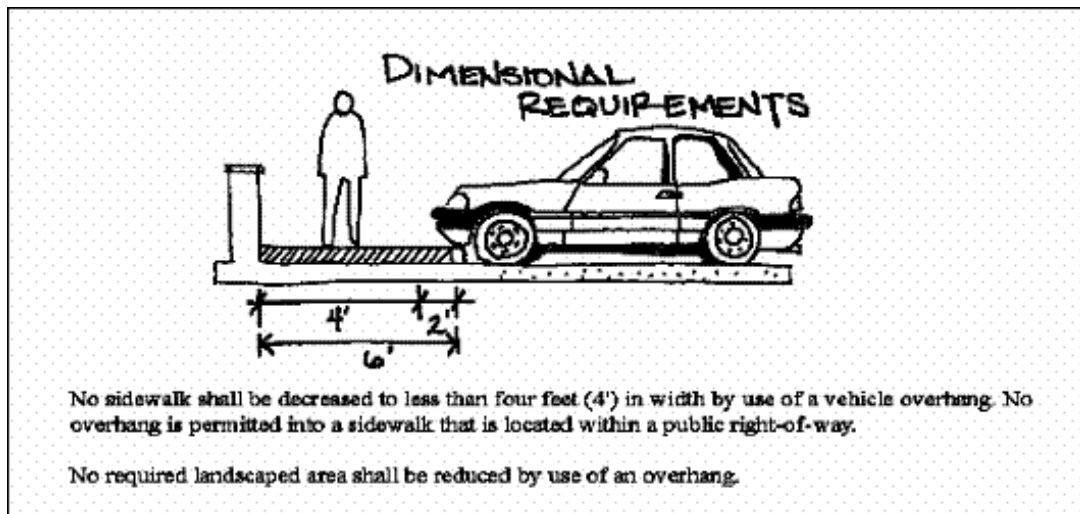 DIMENSIONAL
REQUIREMENTS
4'
2'
6'
No sidewalk shall be decreased to less than four feet (4') in width by use of a vehicle overhang. No
overhang is permitted into a sidewalk that is located within a public right-of-way.
No required landscaped area shall be reduced by use of an overhang.